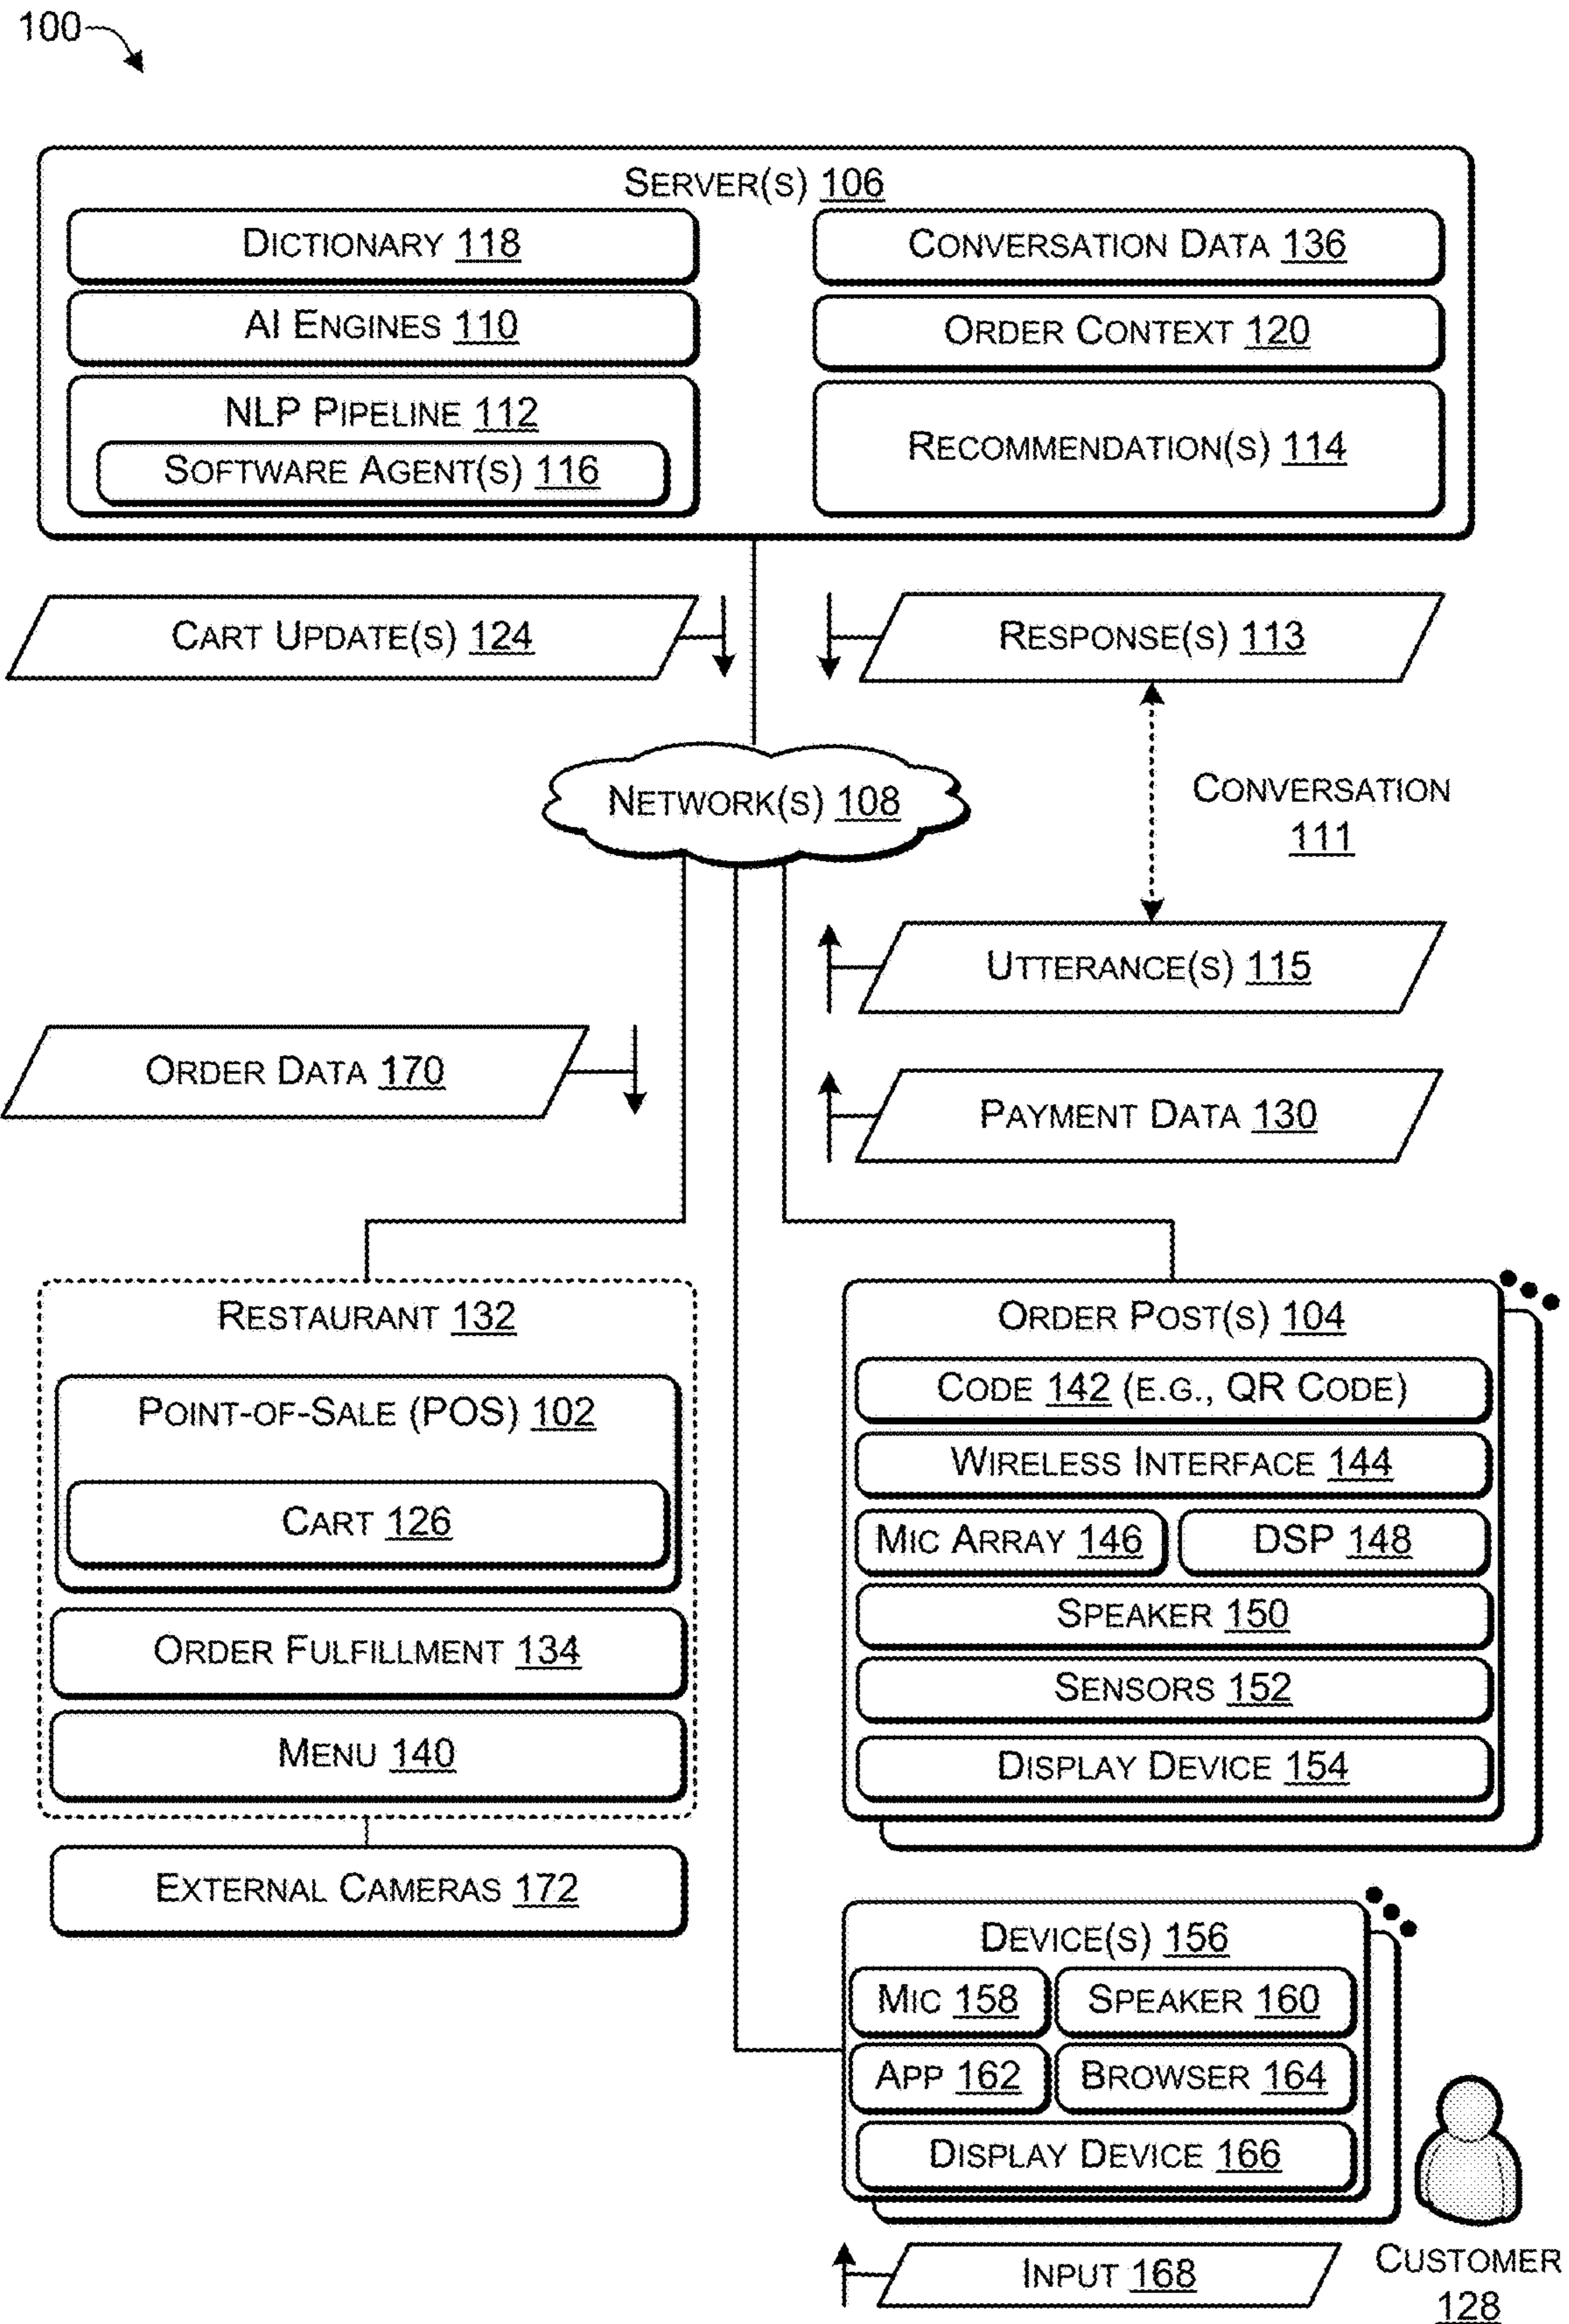 100
SERVER(S) 106
DICTIONARY 118
CONVERSATION DATA 136
AI ENGINES 110
ORDER CONTEXT 120
NLP PIPELINE 112
RECOMMENDATION(S) 114
SOFTWARE AGENT(S) 116
CART UPDATE(S) 124
RESPONSE(S) 113
NETWORK(S) 108
CONVERSATION
111
UTTERANCE(S) 115
ORDER DATA 170
PAYMENT DATA 130
RESTAURANT 132
POINT-OF-SALE (POS) 102
CART 126
ORDER FULFILLMENT 134
MENU 140
EXTERNAL CAMERAS 172
ORDER POST(S) 104
CODE 142 (E.G., QR CODE)
WIRELESS INTERFACE 144
MIC ARRAY 146
DSP 148
SPEAKER 150
SENSORS 152
DISPLAY DEVICE 154
DEVICE(S) 156
MIC 158
SPEAKER 160
APP 162
BROWSER 164
DISPLAY DEVICE 166
INPUT 168
CUSTOMER
128